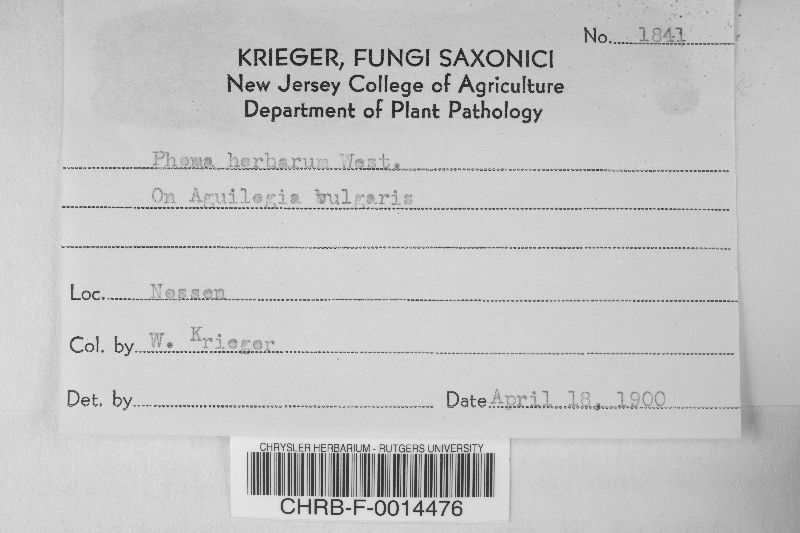 No. 1841
KRIEGER, FUNGI SAXONICI
New Jersey College of Agriculture
Department of Plant Pathology
Phoma herbarum West.
On Aguilegia vulgaris
Loc. Nossen
Col. by W. Krieger
Det. by
Date April 18, 1900
CHRYSLER HERBARIUM - RUTGERS UNIVERSITY
CHRB-F-0014476